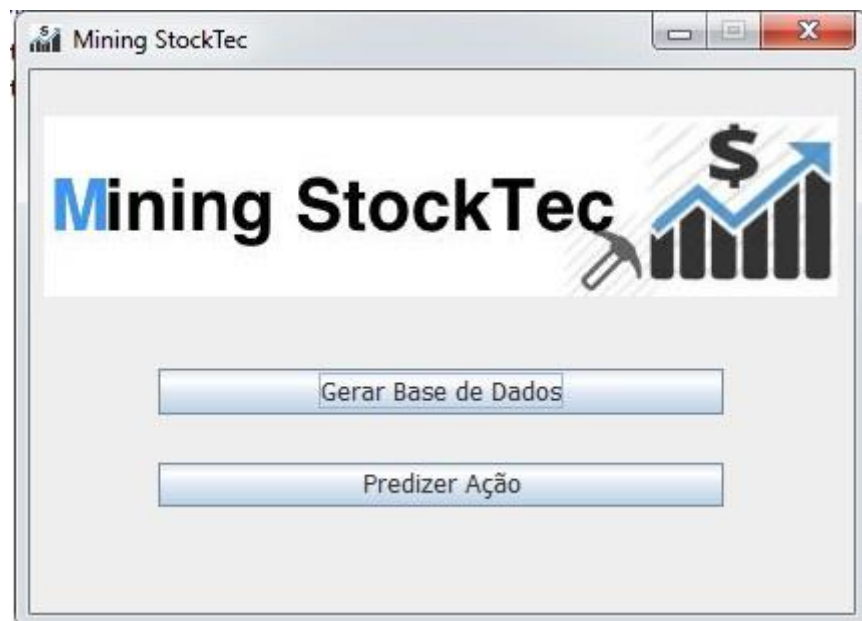 Mining StockTec
Mining StockTec
$
Gerar Base de Dados
Predizer Ação